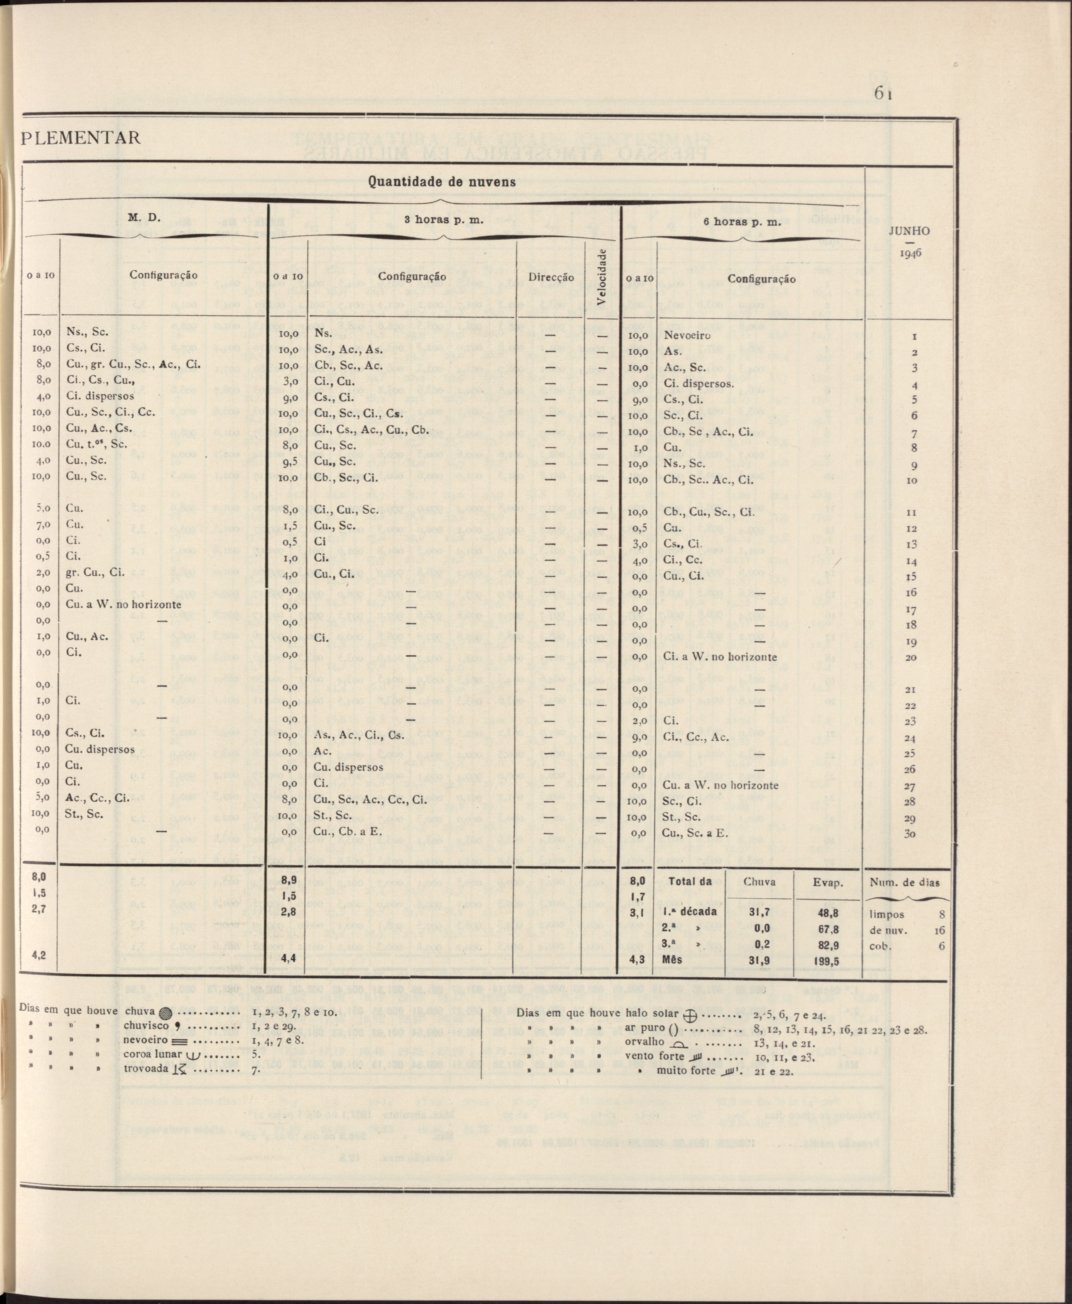 61
PLEMENTAR
Quantidade de nuvens
M. D. 3 horas p. m. 6 horas p. m. JUNHO
—
1946
0 a 10 Configuração 0 a 10 Configuração Direcção Velocidade 0 a 10 Configuração
10,0 Ns., Sc. 10,0 Ns. — — 10,0 Nevoeiro 1
10,0 Cs., Ci. 10,0 Sc., Ac., As. — — 10,0 As. 2
8,0 Cu., gr. Cu., Sc., Ac., Ci. 10,0 Cb., Sc., Ac. — — 10,0 Ac., Sc. 3
8,0 Ci., Cs., Cu., 3,0 Ci., Cu. — — 0,0 Ci. dispersos. 4
4,0 Ci. dispersos 9,0 Cs., Ci. — — 9,0 Cs., Ci. 5
10,0 Cu., Sc., Ci., Cc. 10,0 Cu., Sc., Ci., Cs. — — 10,0 Sc., Ci. 6
10,0 Cu., Ac., Cs. 10,0 Ci., Cs., Ac., Cu., Cb. — — 10,0 Cb., Sc , Ac., Ci. 7
10.0 Cu. t.os, Sc. 8,0 Cu., Sc. — — 1,0 Cu. 8
4,0 Cu., Sc. 9,5 Cu., Sc. — — 10,0 Ns., Sc. 9
10,0 Cu., Sc. 10.0 Cb., Sc., Ci. — — 10,0 Cb., Sc.. Ac., Ci. 10
5,0 Cu. 8,0 Ci., Cu., Sc. — — 10,0 Cb., Cu., Sc., Ci. 11
7,0 Cu. 1,5 Cu., Sc. — — 0,5 Cu. 12
0,0 Ci. 0,5 Ci — — 3,0 Cs., Ci. 13
0,5 Ci. 1,0 Ci. — — 4,0 Ci., Cc. 14
2,0 gr. Cu., Ci. 4,0 Cu., Ci. — — 0,0 Cu., Ci. 15
0,0 Cu. 0,0 — — — 0,0 — 16
0,0 Cu. a W. no horizonte 0,0 — — — 0,0 — 17
0,0 — 0,0 — — — 0,0 — 18
1,0 Cu., Ac. 0,0 Ci. — — 0,0 — 19
0,0 Ci. 0,0 — — — 0,0 Ci. a W. no horizonte 20
0,0 — 0,0 — — — 0,0 — 21
1,0 Ci. 0,0 — — — 0,0 — 22
0,0 — 0,0 — — — 2,0 Ci. 23
10,0 Cs., Ci. 10,0 As., Ac., Ci., Cs. — — 9,0 Ci., Cc., Ac. 24
0,0 Cu. dispersos 0,0 Ac. — — 0,0 — 25
1,0 Cu. 0,0 Cu. dispersos — — 0,0 — 26
0,0 Ci. 0,0 Ci. — — 0,0 Cu. a W. no horizonte 27
5,0 Ac., Cc., Ci. 8,0 Cu., Sc., Ac., Cc., Ci. — — 10,0 Sc., Ci. 28
10,0 St., Sc. 10,0 St., Sc. — — 10,0 St., Sc. 29
0,0 — 0,0 Cu., Cb. a E. — — 0,0 Cu., Sc. a E. 30
8,0 8,9 8,0 Total da Chuva Evap. Num. de dias
1,5 1,5 1,7
2,7 2,8 3,1 1.ª década 31,7 48,8 limpos 8
2.ª » 0,0 67.8 de nuv. 16
3.ª » 0,2 82,9 cob. 6
4,2 4,4 4,3 Mês 31,9 199,5
Dias em que houve chuva ........... 1, 2, 3, 7, 8 e 10.
» » » » chuvisco .......... 1, 2 e 29.
» » » » nevoeiro ......... 1, 4, 7 e 8.
» » » » coroa lunar ....... 5.
» » » » trovoada ......... 7.
Dias em que houve halo solar ....... 2, 5, 6, 7 e 24.
» » » » ar puro () .......... 8, 12, 13, 14, 15, 16, 21 22, 23 e 28.
» » » » orvalho ....... 13, 14, e 21.
» » » » vento forte ....... 10, 11, e 23.
» » » » » muito forte . 21 e 22.